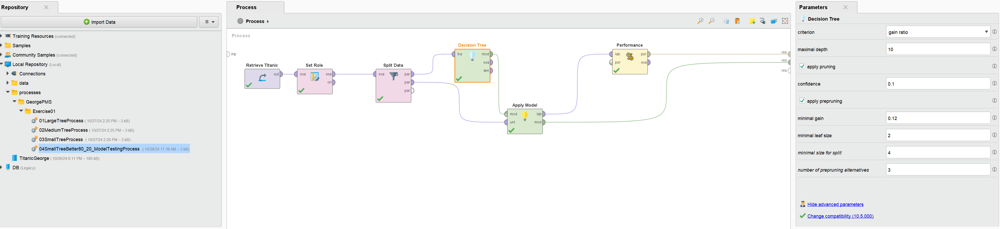 Repository
Import Data
Training Resources (connected)
Samples
Community Samples (connected)
Local Repository (Local)
Connections
data
processes
GeorgePMS
Exercise01
01LargeTreeProcess ( 10/27/24 2:25 PM – 3 kB)
02MediumTreeProcess ( 10/27/24 2:25 PM – 3 kB)
03SmallTreeProcess ( 10/27/24 2:26 PM – 3 kB)
04SmallTreeBetter80_20_ModelTestingProcess ( 10/28/24 11:38 AM – 3 kB)
TitanicGeorge ( 10/26/24 6:11 PM – 185 kB)
DB (Legacy)
Process
Process
Process
inp
Retrieve Titanic
out
Set Role
exa exa
ori
Split Data
exa par
par
par
Decision Tree
tra mod
exa
wei
Apply Model
mod lab
unl mod
Performance
lab per
per exa
%
res
res
res
Parameters
Decision Tree
criterion gain ratio
maximal depth 10
apply pruning
confidence 0.1
apply prepruning
minimal gain 0.12
minimal leaf size 2
minimal size for split 4
number of prepruning alternatives 3
Hide advanced parameters
Change compatibility (10.5.000)